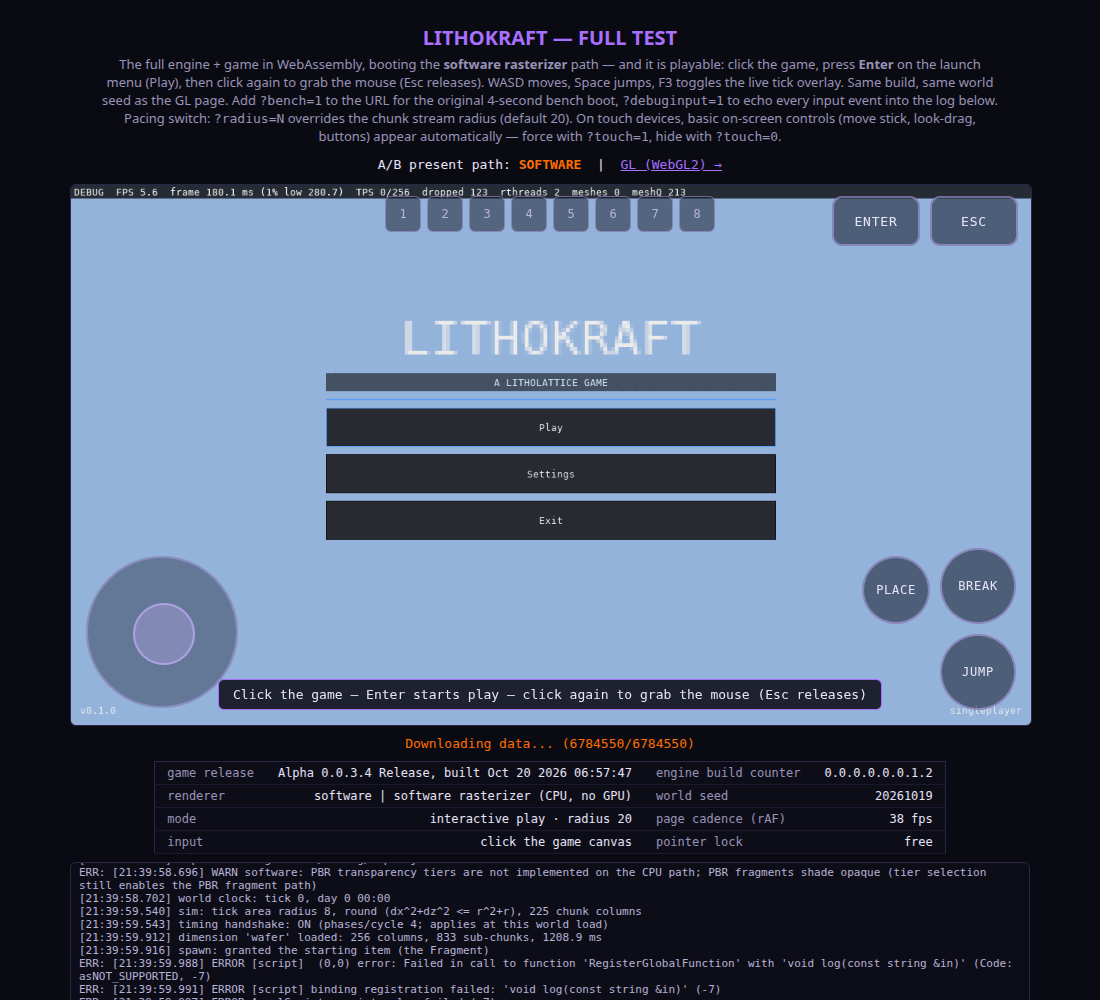 LITHOKRAFT — FULL TEST
The full engine + game in WebAssembly, booting the software rasterizer path — and it is playable: click the game, press Enter on the launch
menu (Play), then click again to grab the mouse (Esc releases). WASD moves, Space jumps, F3 toggles the live tick overlay. Same build, same world
seed as the GL page. Add ?bench=1 to the URL for the original 4-second bench boot, ?debuginput=1 to echo every input event into the log below.
Pacing switch: ?radius=N overrides the chunk stream radius (default 20). On touch devices, basic on-screen controls (move stick, look-drag,
buttons) appear automatically — force with ?touch=1, hide with ?touch=0.
A/B present path: SOFTWARE | GL (WebGL2) →
DEBUG FPS 5.6 frame 180.1 ms (1% low 280.7) TPS 0/256 dropped 123 rthreads 2 meshes 0 meshQ 213
1 2 3 4 5 6 7 8
ENTER ESC
LITHOKRAFT
A LITHOLATTICE GAME
Play
Settings
Exit
PLACE BREAK
JUMP
Click the game — Enter starts play — click again to grab the mouse (Esc releases)
v0.1.0 singleplayer
Downloading data... (6784550/6784550)
game release Alpha 0.0.3.4 Release, built Oct 20 2026 06:57:47 engine build counter 0.0.0.0.0.0.1.2
renderer software | software rasterizer (CPU, no GPU) world seed 20261019
mode interactive play · radius 20 page cadence (rAF) 38 fps
input click the game canvas pointer lock free
ERR: [21:39:58.696] WARN software: PBR transparency tiers are not implemented on the CPU path; PBR fragments shade opaque (tier selection
still enables the PBR fragment path)
[21:39:58.702] world clock: tick 0, day 0 00:00
[21:39:59.540] sim: tick area radius 8, round (dx^2+dz^2 <= r^2+r), 225 chunk columns
[21:39:59.543] timing handshake: ON (phases/cycle 4; applies at this world load)
[21:39:59.912] dimension 'wafer' loaded: 256 columns, 833 sub-chunks, 1208.9 ms
[21:39:59.916] spawn: granted the starting item (the Fragment)
ERR: [21:39:59.988] ERROR [script] (0,0) error: Failed in call to function 'RegisterGlobalFunction' with 'void log(const string &in)' (Code:
asNOT_SUPPORTED, -7)
ERR: [21:39:59.991] ERROR [script] binding registration failed: 'void log(const string &in)' (-7)